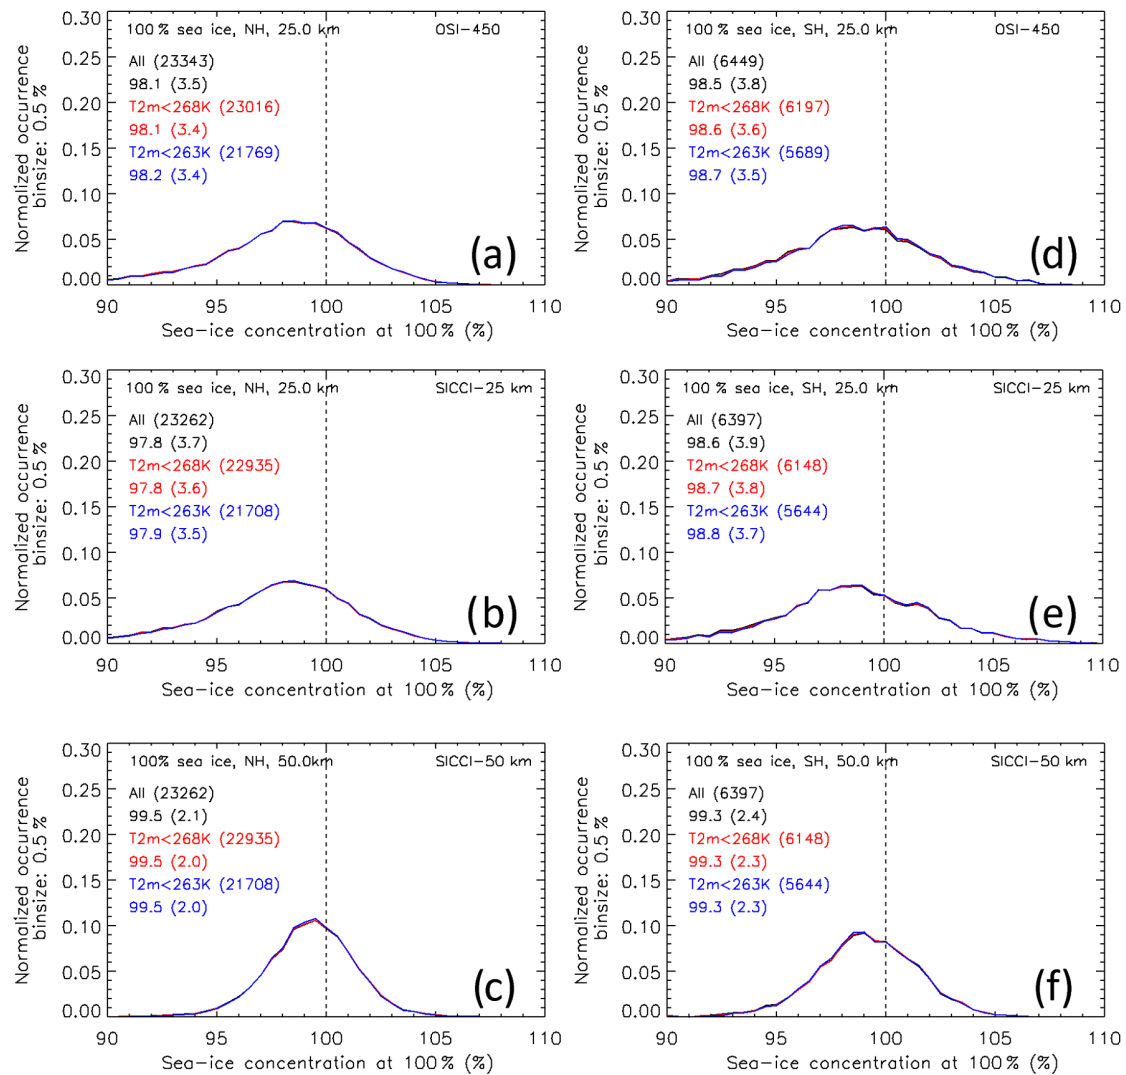 100% sea ice, NH, 25.0 km OSI-450
All (23343)
98.1 (3.5)
T2m<268K (23016)
98.1 (3.4)
T2m<263K (21769)
98.2 (3.4)
(a)
0.30
0.25
0.20
0.15
0.10
0.05
0.00
Normalized occurrence
binsize: 0.5%
90 95 100 105 110
Sea-ice concentration at 100% (%)
100% sea ice, SH, 25.0 km OSI-450
All (6449)
98.5 (3.8)
T2m<268K (6197)
98.6 (3.6)
T2m<263K (5689)
98.7 (3.5)
(d)
0.30
0.25
0.20
0.15
0.10
0.05
0.00
Normalized occurrence
binsize: 0.5%
90 95 100 105 110
Sea-ice concentration at 100% (%)
100% sea ice, NH, 25.0 km SICCI-25 km
All (23262)
97.8 (3.7)
T2m<268K (22935)
97.8 (3.6)
T2m<263K (21708)
97.9 (3.5)
(b)
0.30
0.25
0.20
0.15
0.10
0.05
0.00
Normalized occurrence
binsize: 0.5%
90 95 100 105 110
Sea-ice concentration at 100% (%)
100% sea ice, SH, 25.0 km SICCI-25 km
All (6397)
98.6 (3.9)
T2m<268K (6148)
98.7 (3.8)
T2m<263K (5644)
98.8 (3.7)
(e)
0.30
0.25
0.20
0.15
0.10
0.05
0.00
Normalized occurrence
binsize: 0.5%
90 95 100 105 110
Sea-ice concentration at 100% (%)
100% sea ice, NH, 50.0km SICCI-50 km
All (23262)
99.5 (2.1)
T2m<268K (22935)
99.5 (2.0)
T2m<263K (21708)
99.5 (2.0)
(c)
0.30
0.25
0.20
0.15
0.10
0.05
0.00
Normalized occurrence
binsize: 0.5%
90 95 100 105 110
Sea-ice concentration at 100% (%)
100% sea ice, SH, 50.0 km SICCI-50 km
All (6397)
99.3 (2.4)
T2m<268K (6148)
99.3 (2.3)
T2m<263K (5644)
99.3 (2.3)
(f)
0.30
0.25
0.20
0.15
0.10
0.05
0.00
Normalized occurrence
binsize: 0.5%
90 95 100 105 110
Sea-ice concentration at 100% (%)